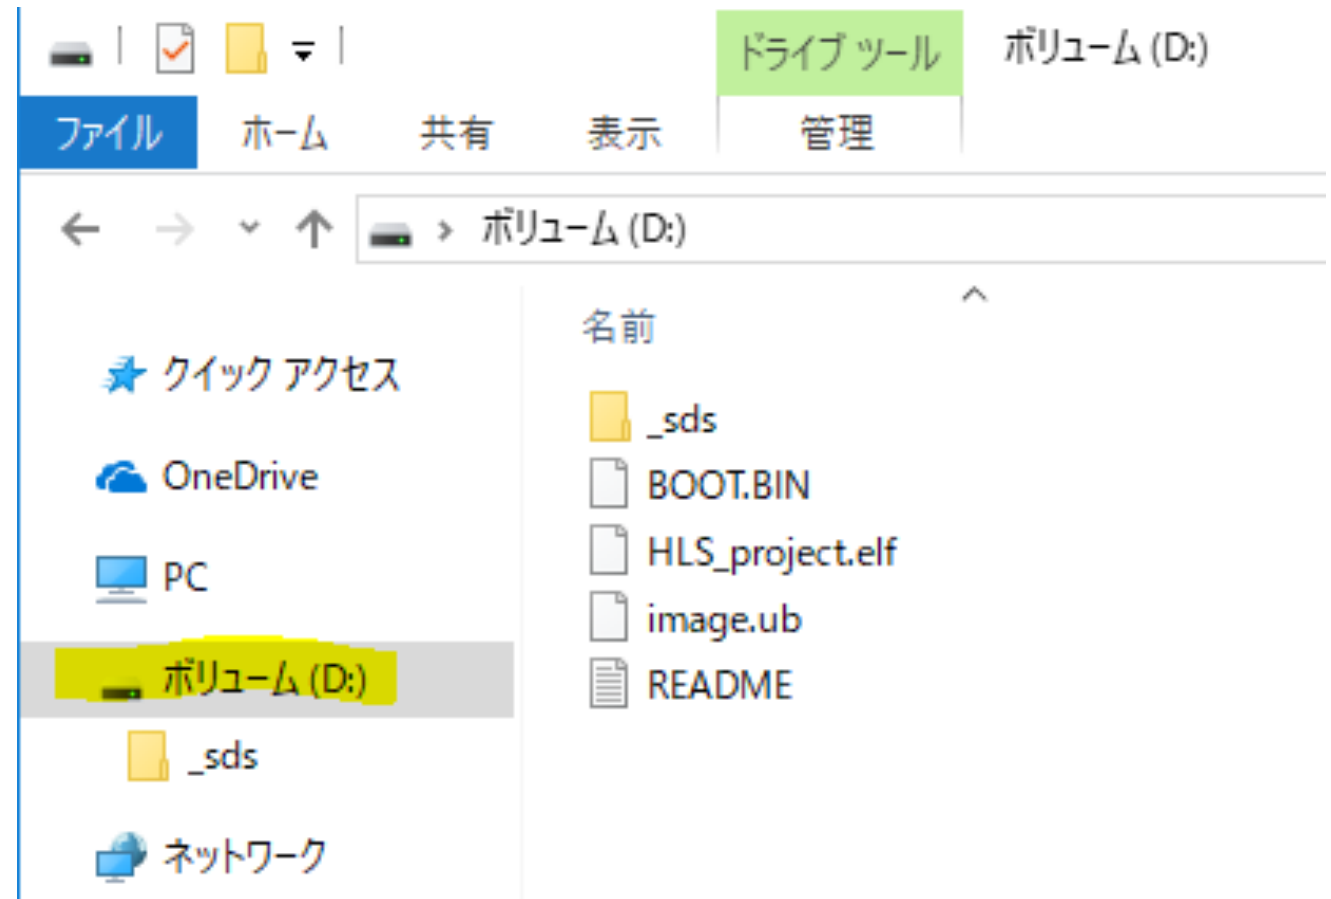 ドライブ ツール
ボリューム (D:)
ファイル ホーム 共有 表示 管理
ボリューム (D:)
名前
クイック アクセス
OneDrive
PC
ボリューム (D:)
_sds
ネットワーク
_sds
BOOT.BIN
HLS_project.elf
image.ub
README